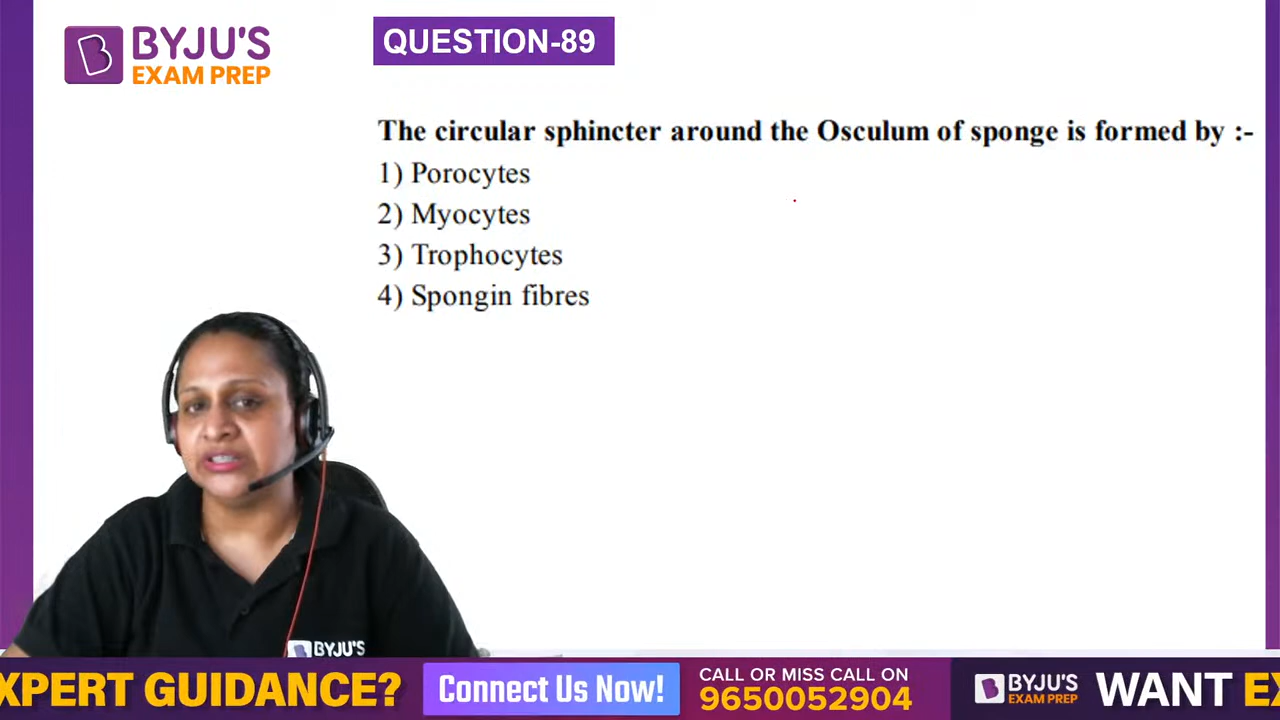 BYJU'S
EXAM PREP
QUESTION-89
The circular sphincter around the Osculum of sponge is formed by :-
1) Porocytes
2) Myocytes
3) Trophocytes
4) Spongin fibres
BYJU'S
XPERT GUIDANCE?
Connect Us Now!
CALL OR MISS CALL ON
9650052904
BYJU'S
EXAM PREP
WANT EX